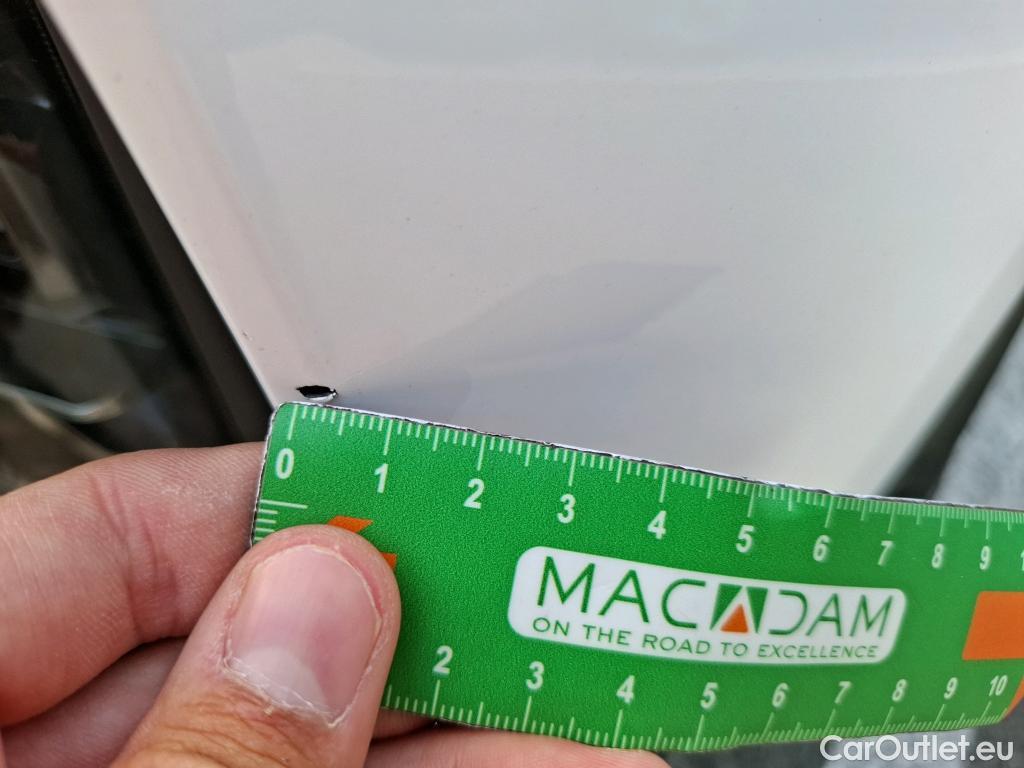 0 1 2 3 4 5 6 7 8 9 1
MACADAM
ON THE ROAD TO EXCELLENCE
2 3 4 5 6 7 8 9 10
CarOutlet.eu